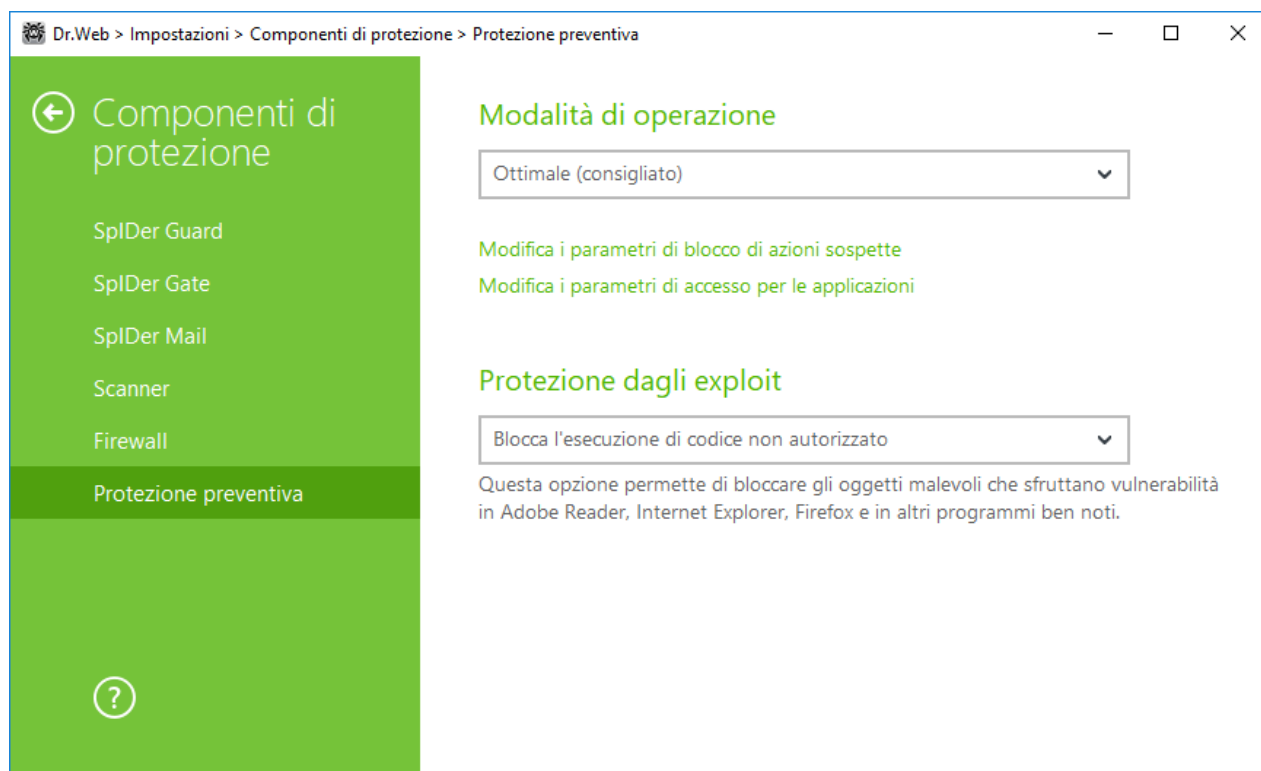 Dr.Web > Impostazioni > Componenti di protezione > Protezione preventiva
Componenti di
protezione
SpIDer Guard
SpIDer Gate
SpIDer Mail
Scanner
Firewall
Protezione preventiva
?
Modalità di operazione
Ottimale (consigliato)
Modifica i parametri di blocco di azioni sospette
Modifica i parametri di accesso per le applicazioni
Protezione dagli exploit
Blocca l'esecuzione di codice non autorizzato
Questa opzione permette di bloccare gli oggetti malevoli che sfruttano vulnerabilità
in Adobe Reader, Internet Explorer, Firefox e in altri programmi ben noti.